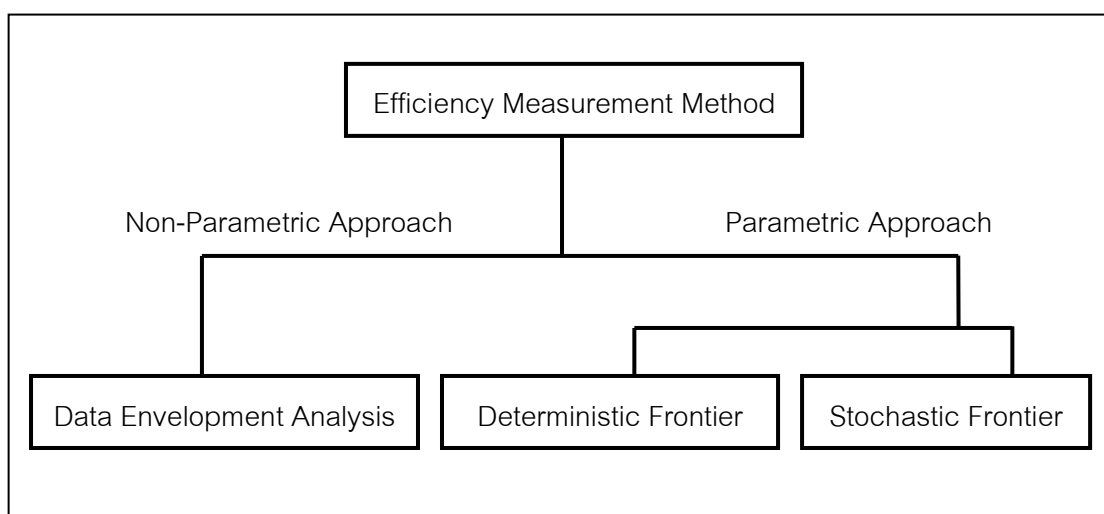 Efficiency Measurement Method
Non-Parametric Approach
Parametric Approach
Data Envelopment Analysis
Deterministic Frontier
Stochastic Frontier